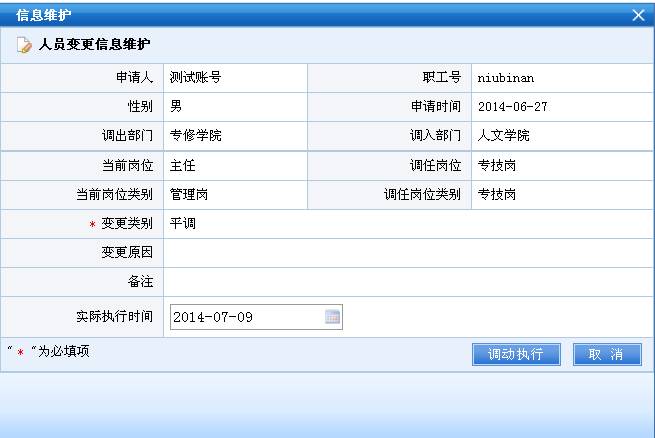 信息维护
人员变更信息维护
申请人 测试账号 职工号 niubinan
性别 男 申请时间 2014-06-27
调出部门 专修学院 调入部门 人文学院
当前岗位 主任 调任岗位 专技岗
当前岗位类别 管理岗 调任岗位类别 专技岗
* 变更类别 平调
变更原因
备注
实际执行时间 2014-07-09
" * "为必填项 调动执行 取 消